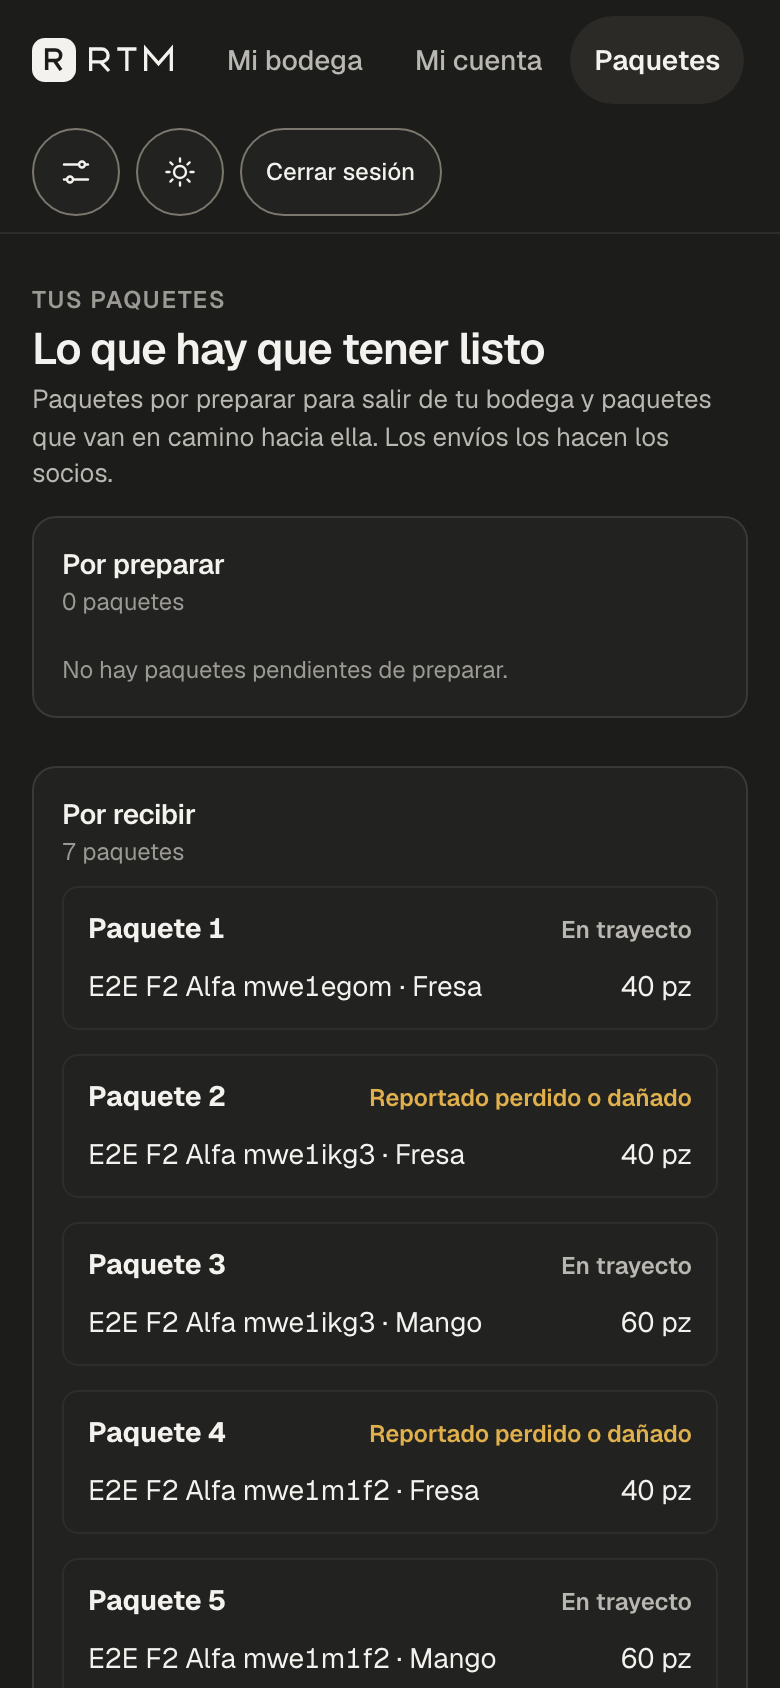 R RTM Mi bodega Mi cuenta Paquetes
Cerrar sesión
TUS PAQUETES
Lo que hay que tener listo
Paquetes por preparar para salir de tu bodega y paquetes
que van en camino hacia ella. Los envíos los hacen los
socios.
Por preparar
0 paquetes
No hay paquetes pendientes de preparar.
Por recibir
7 paquetes
Paquete 1 En trayecto
E2E F2 Alfa mwe1egom · Fresa 40 pz
Paquete 2 Reportado perdido o dañado
E2E F2 Alfa mwe1ikg3 · Fresa 40 pz
Paquete 3 En trayecto
E2E F2 Alfa mwe1ikg3 · Mango 60 pz
Paquete 4 Reportado perdido o dañado
E2E F2 Alfa mwe1m1f2 · Fresa 40 pz
Paquete 5 En trayecto
E2E F2 Alfa mwe1m1f2 · Mango 60 pz